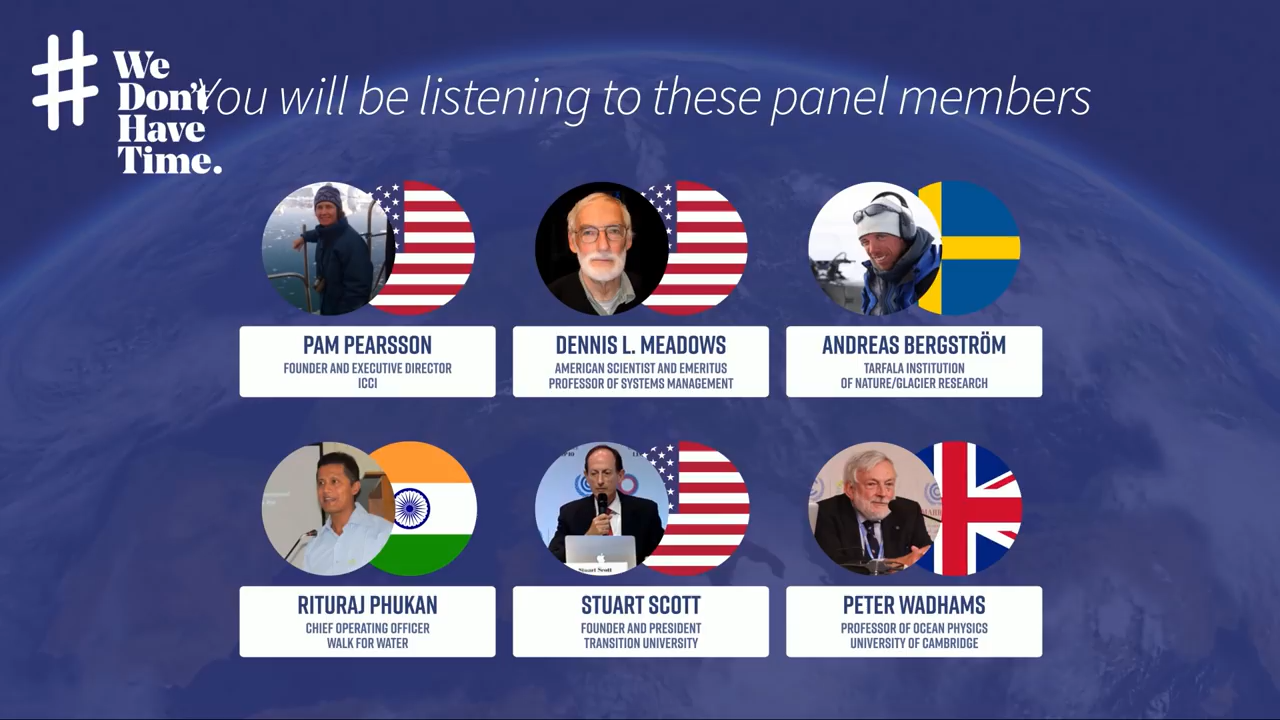 #
We
Don't
Have
Time.
You will be listening to these panel members
PAM PEARSSON
FOUNDER AND EXECUTIVE DIRECTOR
ICCI
DENNIS L. MEADOWS
AMERICAN SCIENTIST AND EMERITUS
PROFESSOR OF SYSTEMS MANAGEMENT
ANDREAS BERGSTRÖM
TARFALA INSTITUTION
OF NATURE/GLACIER RESEARCH
RITURAJ PHUKAN
CHIEF OPERATING OFFICER
WALK FOR WATER
Stuart Scott
STUART SCOTT
FOUNDER AND PRESIDENT
TRANSITION UNIVERSITY
PETER WADHAMS
PROFESSOR OF OCEAN PHYSICS
UNIVERSITY OF CAMBRIDGE